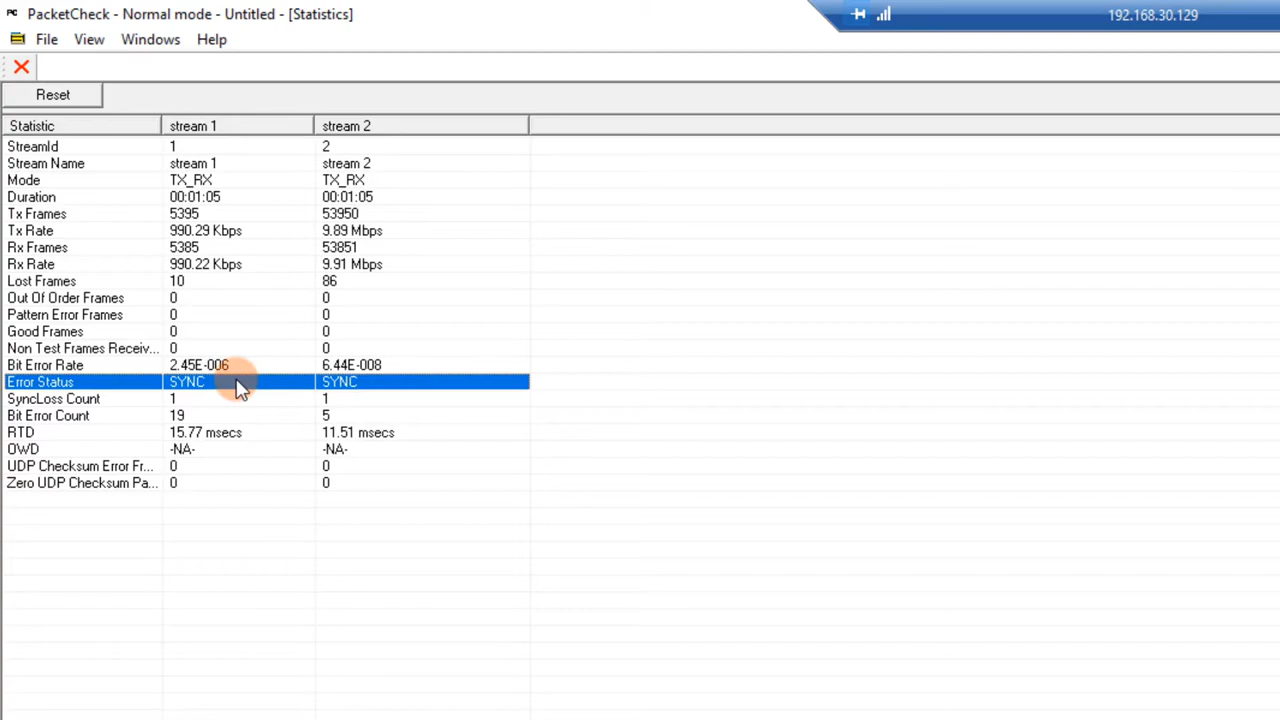 PacketCheck - Normal mode - Untitled - [Statistics]
192.168.30.129
File View Windows Help
Reset
Statistic stream 1 stream 2
StreamId 1 2
Stream Name stream 1 stream 2
Mode TX_RX TX_RX
Duration 00:01:05 00:01:05
Tx Frames 5395 53950
Tx Rate 990.29 Kbps 9.89 Mbps
Rx Frames 5385 53851
Rx Rate 990.22 Kbps 9.91 Mbps
Lost Frames 10 86
Out Of Order Frames 0 0
Pattern Error Frames 0 0
Good Frames 0 0
Non Test Frames Receiv... 0 0
Bit Error Rate 2.45E-006 6.44E-008
Error Status SYNC SYNC
SyncLoss Count 1 1
Bit Error Count 19 5
RTD 15.77 msecs 11.51 msecs
OWD -NA- -NA-
UDP Checksum Error Fr... 0 0
Zero UDP Checksum Pa... 0 0